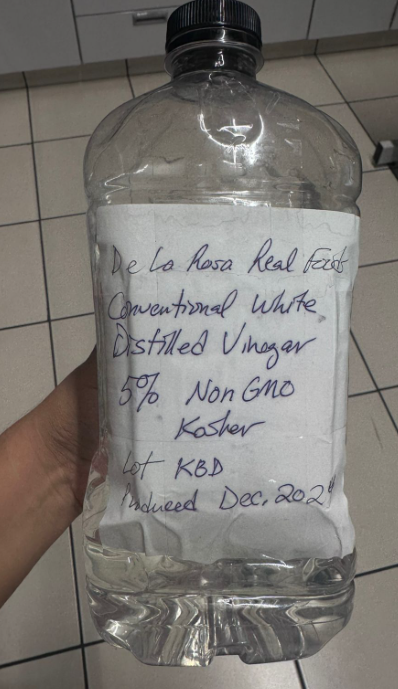 De La Rosa Real Foods
Conventional White
Distilled Vinegar
5% Non GMO
Kosher
Lot KBD
Produced Dec. 2024